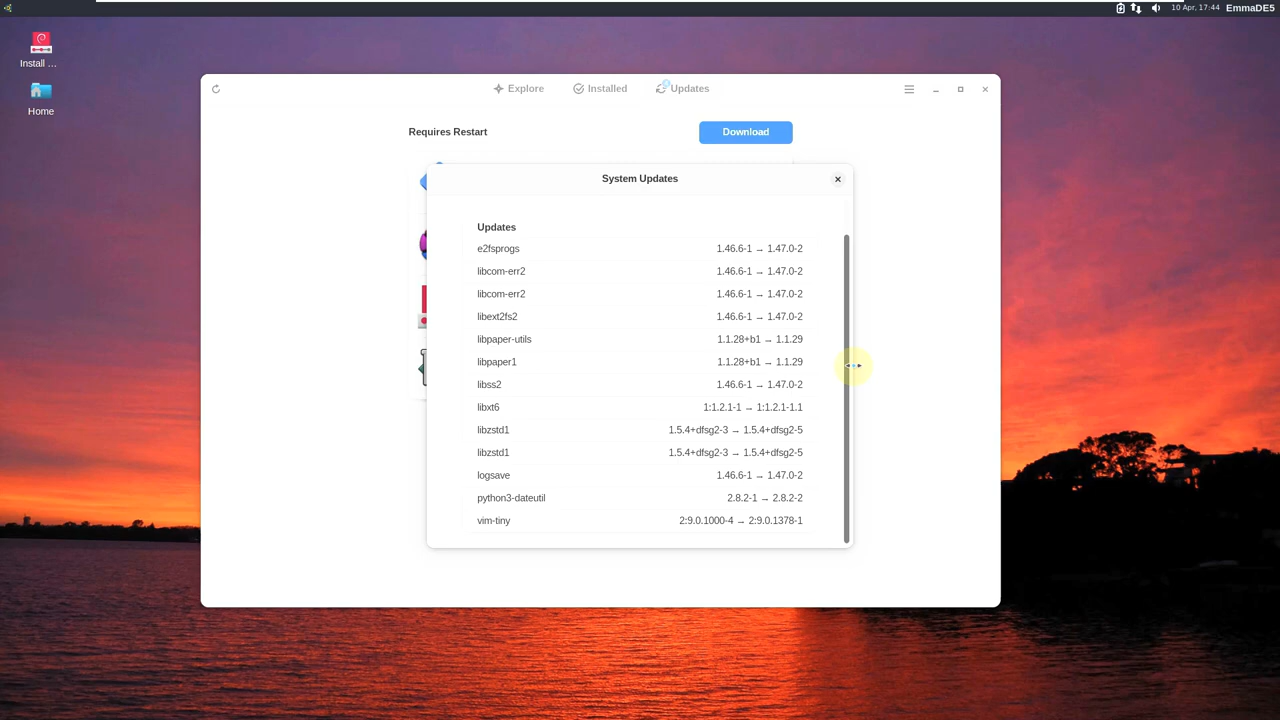 10 Apr, 17:44 EmmaDE5
Install ...
Home
Explore Installed Updates
Requires Restart Download
System Updates
Updates
e2fsprogs 1.46.6-1 → 1.47.0-2
libcom-err2 1.46.6-1 → 1.47.0-2
libcom-err2 1.46.6-1 → 1.47.0-2
libext2fs2 1.46.6-1 → 1.47.0-2
libpaper-utils 1.1.28+b1 → 1.1.29
libpaper1 1.1.28+b1 → 1.1.29
libss2 1.46.6-1 → 1.47.0-2
libxt6 1:1.2.1-1 → 1:1.2.1-1.1
libzstd1 1.5.4+dfsg2-3 → 1.5.4+dfsg2-5
libzstd1 1.5.4+dfsg2-3 → 1.5.4+dfsg2-5
logsave 1.46.6-1 → 1.47.0-2
python3-dateutil 2.8.2-1 → 2.8.2-2
vim-tiny 2:9.0.1000-4 → 2:9.0.1378-1